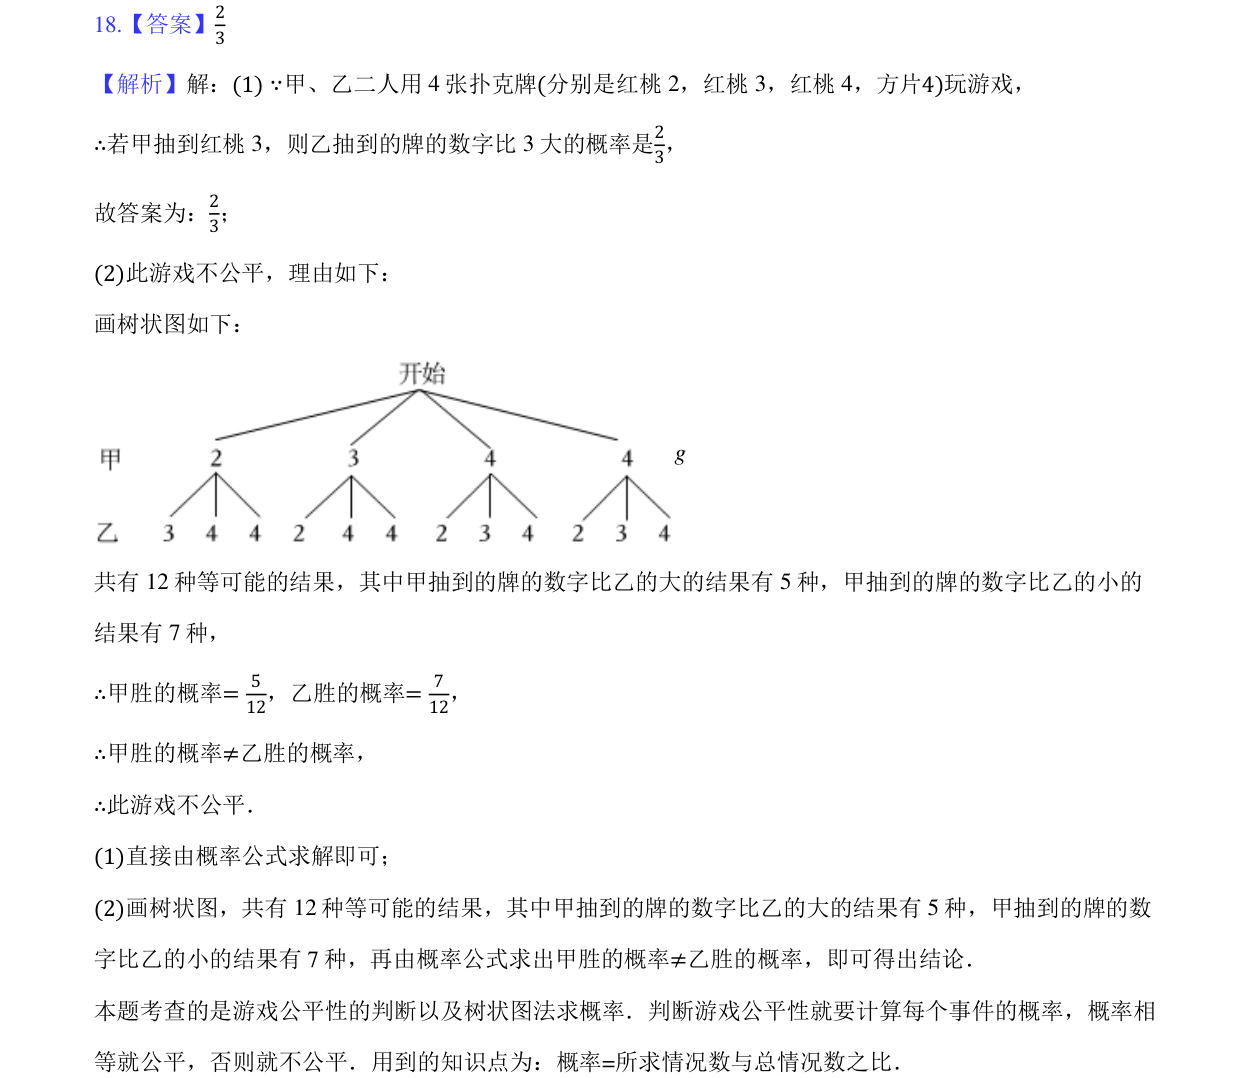 18.【答案】2/3
【解析】解：(1) ∵甲、乙二人用 4 张扑克牌(分别是红桃 2，红桃 3，红桃 4，方片4)玩游戏，
∴若甲抽到红桃 3，则乙抽到的牌的数字比 3 大的概率是2/3，
故答案为：2/3；
(2)此游戏不公平，理由如下：
画树状图如下：
开始
甲 2 3 4 4 g
乙 3 4 4 2 4 4 2 3 4 2 3 4
共有 12 种等可能的结果，其中甲抽到的牌的数字比乙的大的结果有 5 种，甲抽到的牌的数字比乙的小的
结果有 7 种，
∴甲胜的概率= 5/12，乙胜的概率= 7/12，
∴甲胜的概率≠乙胜的概率，
∴此游戏不公平．
(1)直接由概率公式求解即可；
(2)画树状图，共有 12 种等可能的结果，其中甲抽到的牌的数字比乙的大的结果有 5 种，甲抽到的牌的数
字比乙的小的结果有 7 种，再由概率公式求出甲胜的概率≠乙胜的概率，即可得出结论．
本题考查的是游戏公平性的判断以及树状图法求概率．判断游戏公平性就要计算每个事件的概率，概率相
等就公平，否则就不公平．用到的知识点为：概率=所求情况数与总情况数之比．